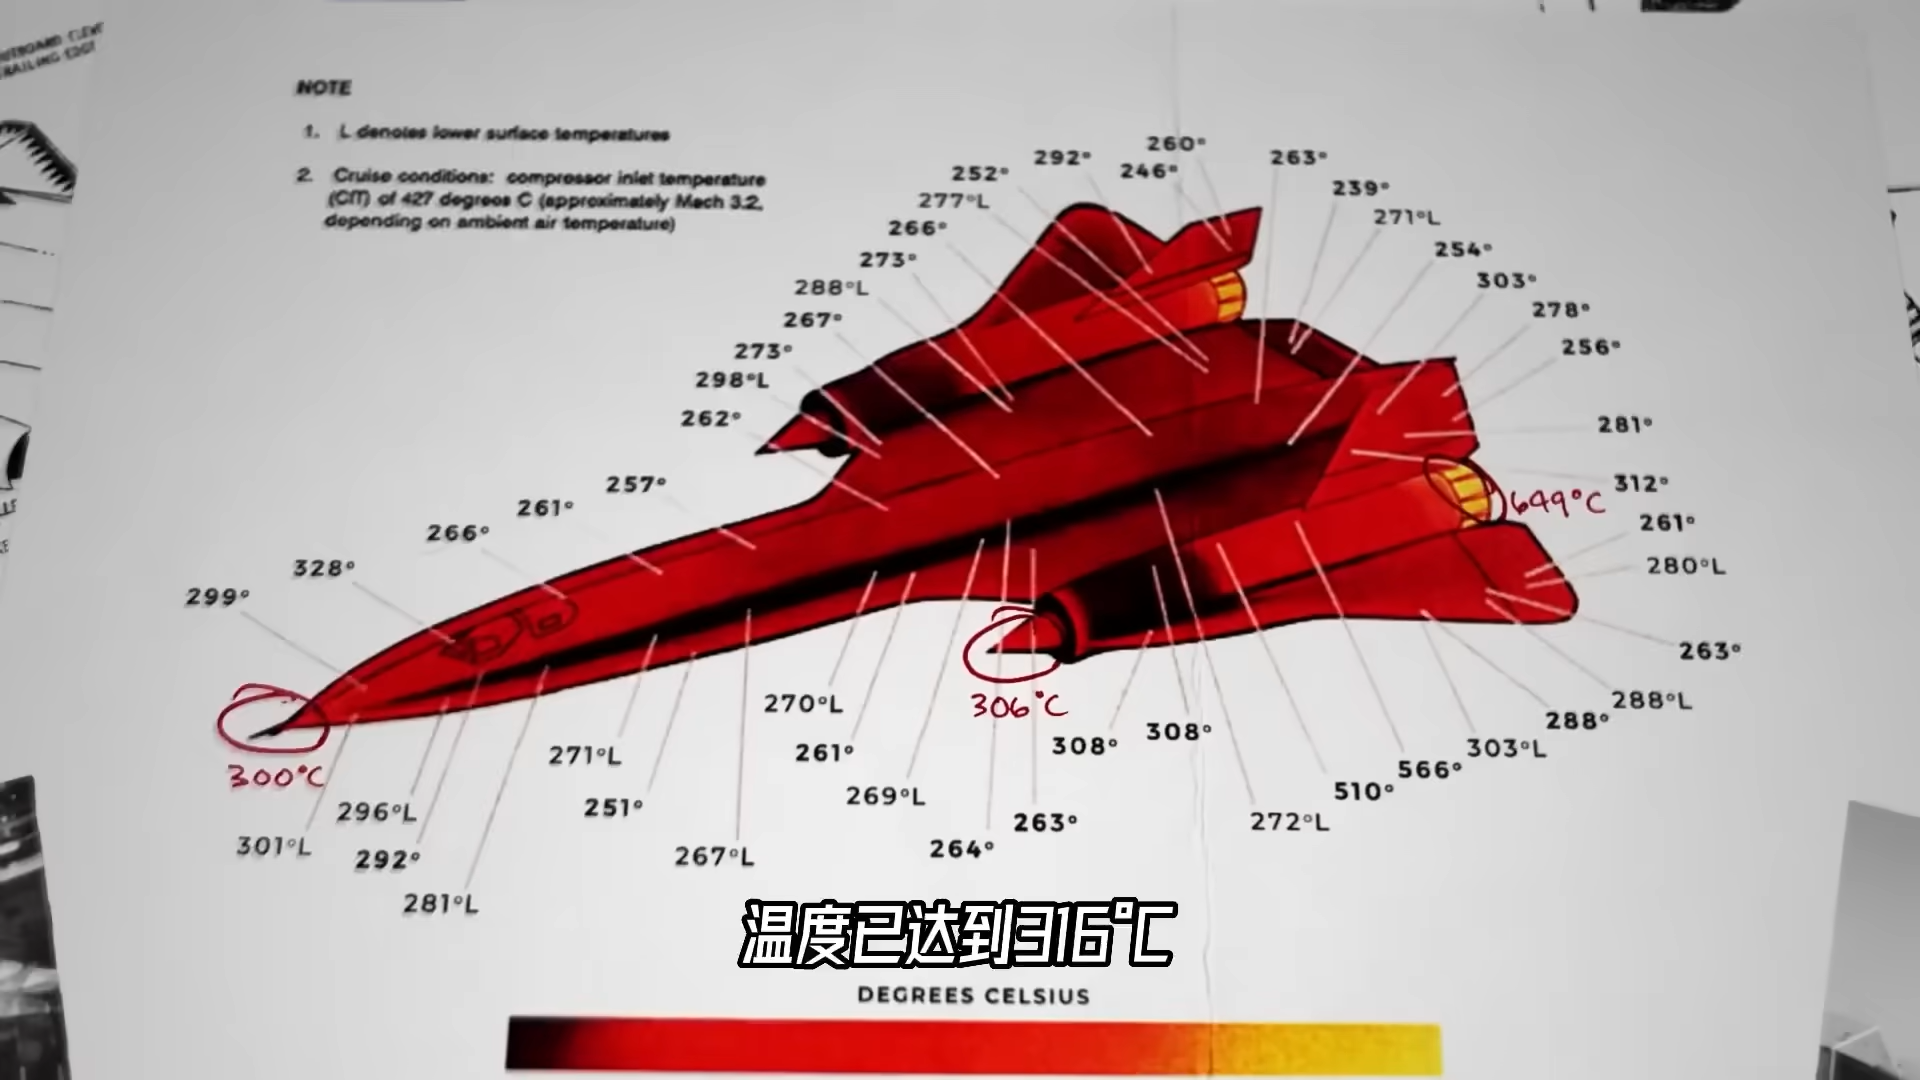 OUTBOARD ELEV
TRAILING EDGE
NOTE
1. L denotes lower surface temperatures
2. Cruise conditions: compressor inlet temperature
(CIT) of 427 degrees C (approximately Mach 3.2,
depending on ambient air temperature)
260°
292°
246°
263°
252°
239°
277°L
271°L
266°
254°
273°
303°
288°L
278°
267°
256°
273°
298°L
262°
281°
257°
312°
649°C
261°
261°
266°
280°L
328°
299°
263°
270°L
288°L
306°C
288°
308°
308°
303°L
271°L
261°
566°
300°C
510°
269°L
296°L
251°
263°
272°L
301°L
292°
267°L
264°
281°L
温度已达到316℃
DEGREES CELSIUS